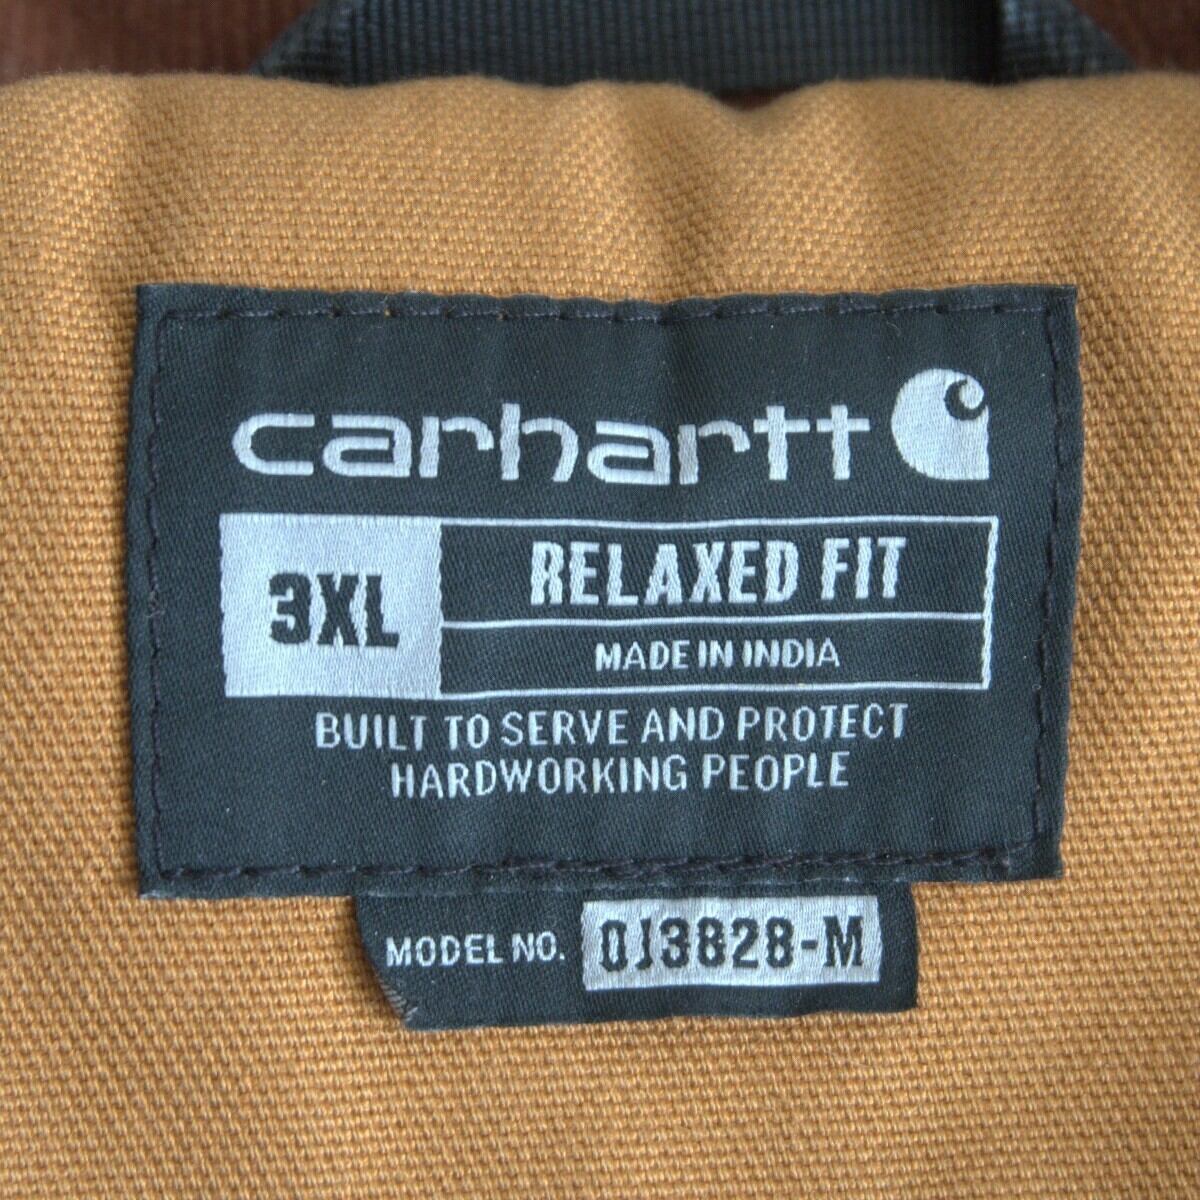 carhartt
3XL
RELAXED FIT
MADE IN INDIA
BUILT TO SERVE AND PROTECT
HARDWORKING PEOPLE
MODEL NO. OJ3828-M